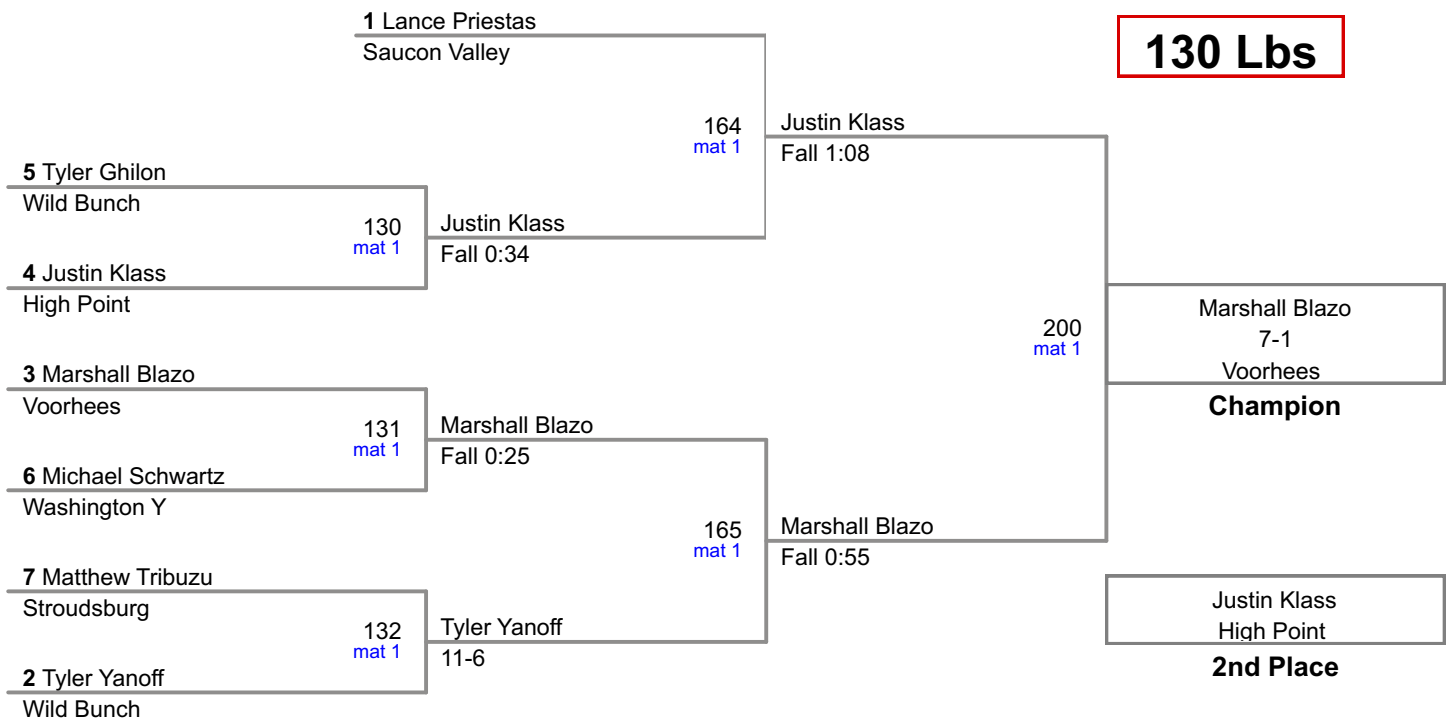 1 Lance Priestas
Saucon Valley
130 Lbs
164
mat 1
Justin Klass
Fall 1:08
5 Tyler Ghilon
Wild Bunch
130
mat 1
Justin Klass
Fall 0:34
4 Justin Klass
High Point
200
mat 1
Marshall Blazo
7-1
Voorhees
Champion
3 Marshall Blazo
Voorhees
131
mat 1
Marshall Blazo
Fall 0:25
6 Michael Schwartz
Washington Y
165
mat 1
Marshall Blazo
Fall 0:55
7 Matthew Tribuzu
Stroudsburg
132
mat 1
Tyler Yanoff
11-6
2 Tyler Yanoff
Wild Bunch
Justin Klass
High Point
2nd Place